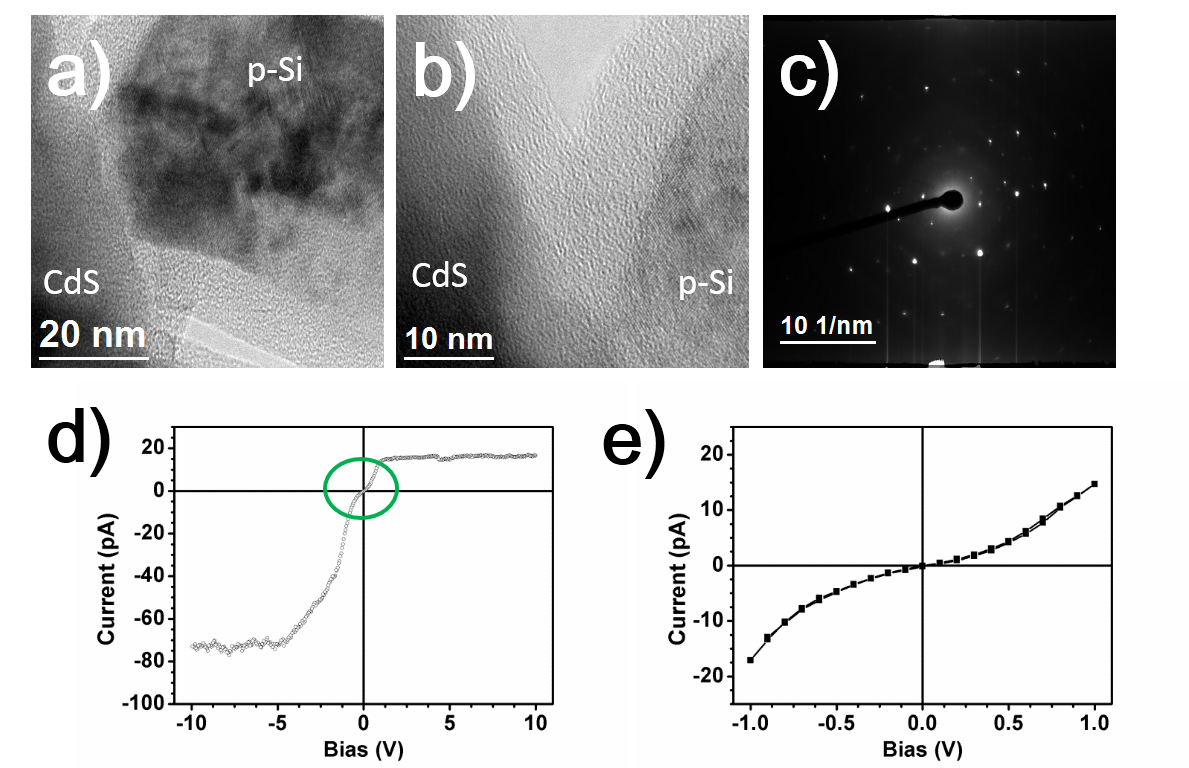 a)
p-Si
CdS
20 nm
b)
CdS
p-Si
10 nm
c)
10 1/nm
d)
20
0
-20
-40
-60
-80
-100
Current (pA)
-10 -5 0 5 10
Bias (V)
e)
20
10
0
-10
-20
Current (pA)
-1.0 -0.5 0.0 0.5 1.0
Bias (V)